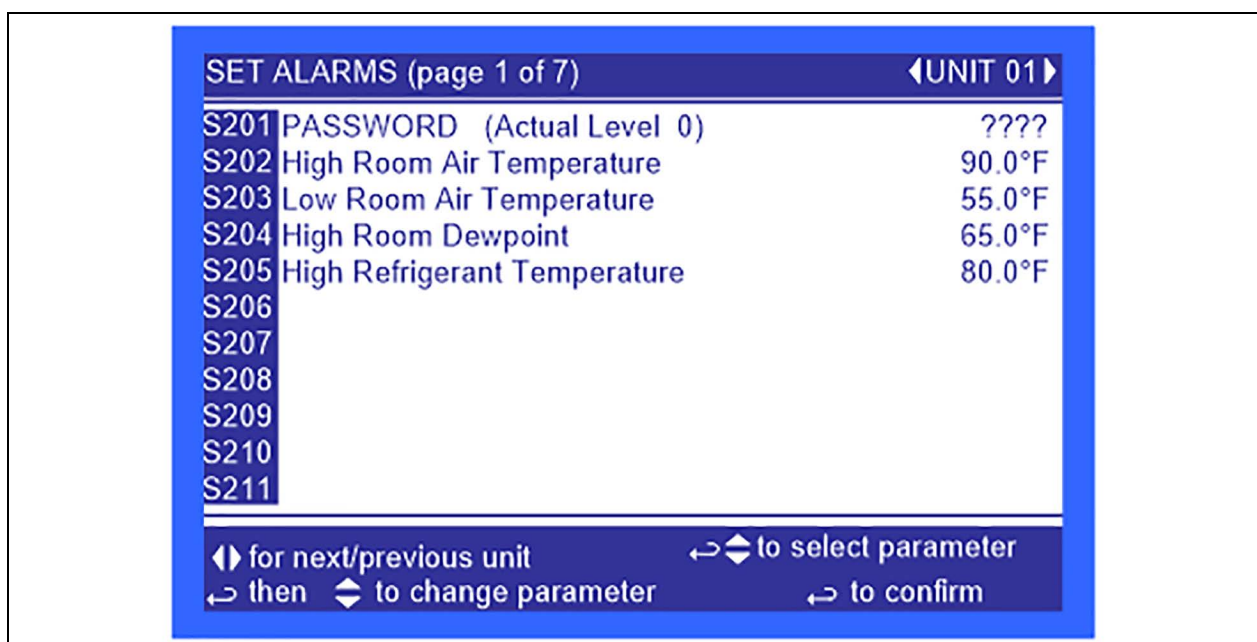 SET ALARMS (page 1 of 7) UNIT 01
S201 PASSWORD (Actual Level 0) ????
S202 High Room Air Temperature 90.0°F
S203 Low Room Air Temperature 55.0°F
S204 High Room Dewpoint 65.0°F
S205 High Refrigerant Temperature 80.0°F
S206
S207
S208
S209
S210
S211
for next/previous unit to select parameter
then to change parameter to confirm